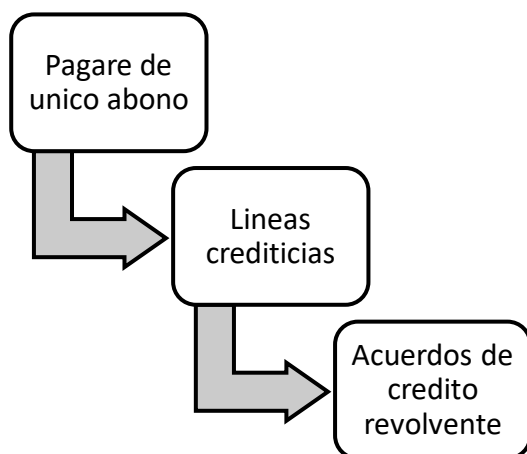 Pagare de
unico abono
Lineas
crediticias
Acuerdos de
credito
revolvente